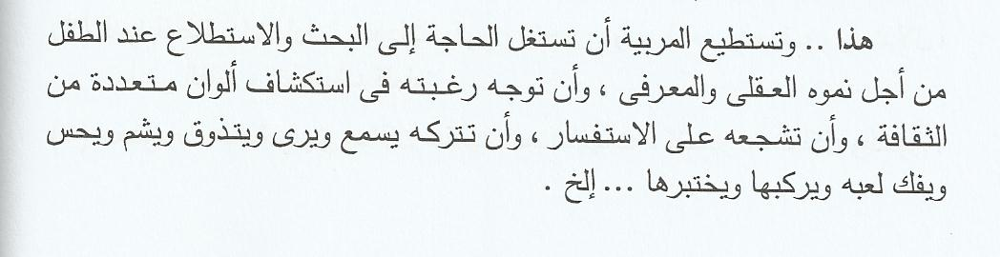 هذا .. وتستطيع المربية أن تستغل الحاجة إلى البحث والاستطلاع عند الطفل
من أجل نموه العقلى والمعرفى ، وأن توجه رغبته فى استكشاف ألوان متعددة من
الثقافة ، وأن تشجعه على الاستفسار ، وأن تتركه يسمع ويرى ويتذوق ويشم ويحس
ويفك لعبه ويركبها ويختبرها ... إلخ .